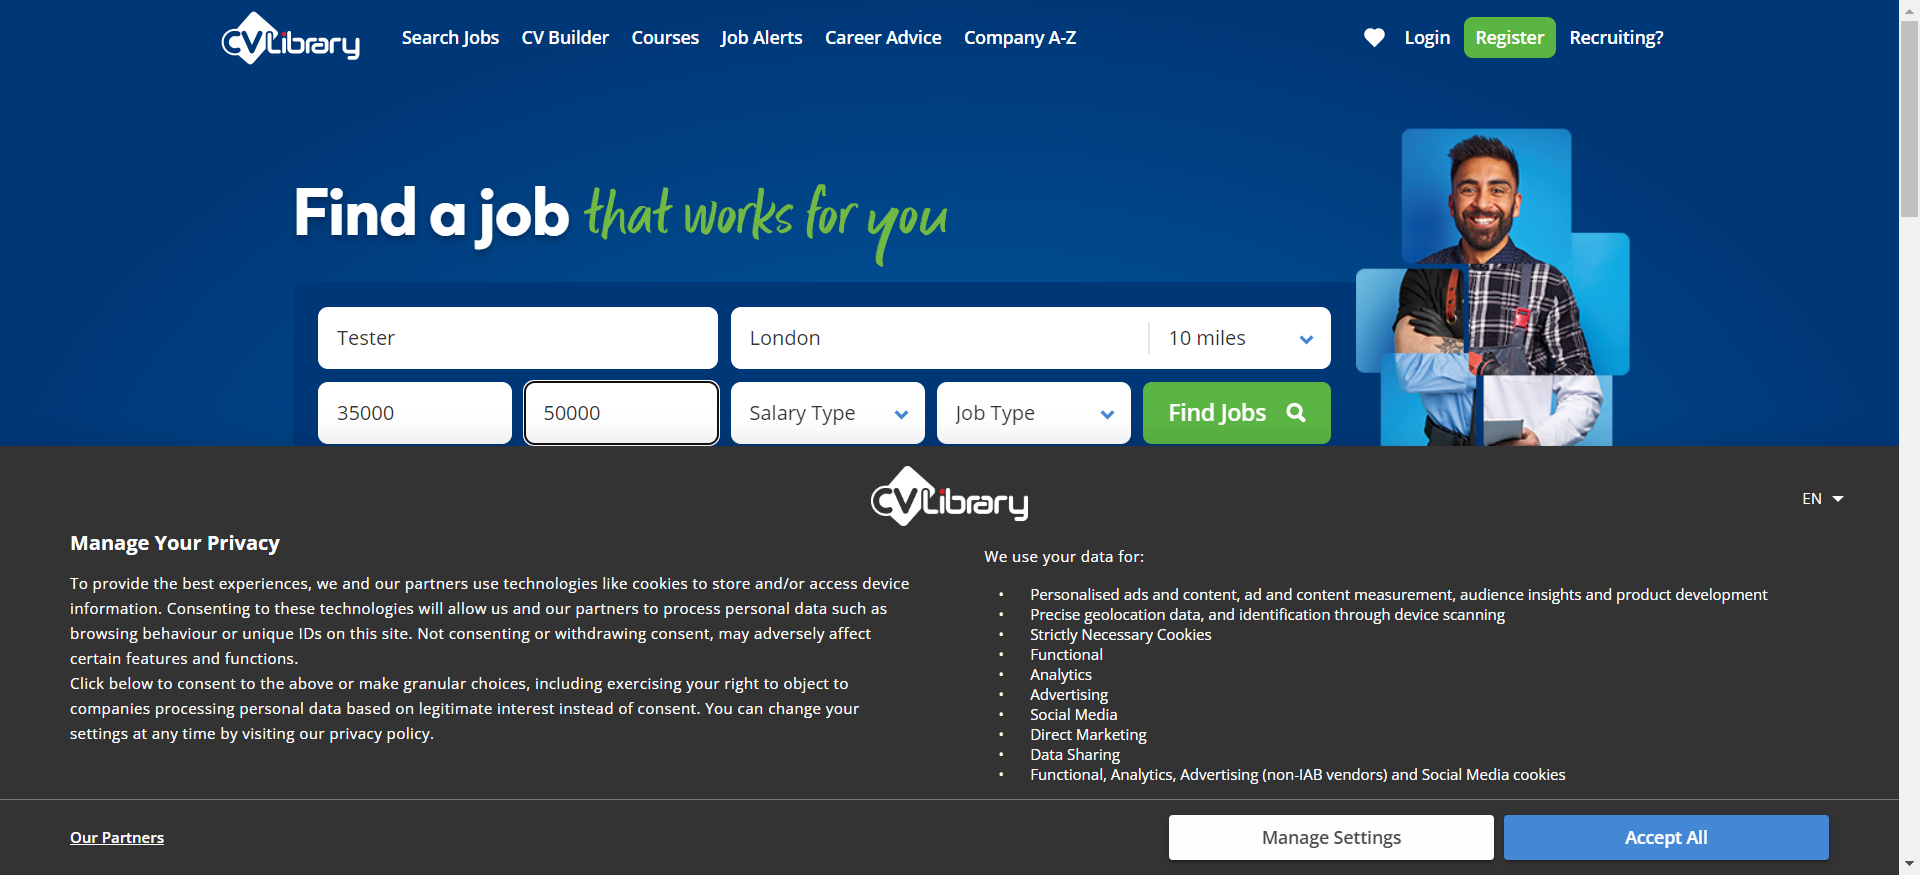 CVLibrary
Search Jobs
CV Builder
Courses
Job Alerts
Career Advice
Company A-Z
Login
Register
Recruiting?
Find a job that works for you
Tester
London
10 miles
35000
50000
Salary Type
Job Type
Find Jobs
CVLibrary
EN
Manage Your Privacy
To provide the best experiences, we and our partners use technologies like cookies to store and/or access device
information. Consenting to these technologies will allow us and our partners to process personal data such as
browsing behaviour or unique IDs on this site. Not consenting or withdrawing consent, may adversely affect
certain features and functions.
Click below to consent to the above or make granular choices, including exercising your right to object to
companies processing personal data based on legitimate interest instead of consent. You can change your
settings at any time by visiting our privacy policy.
We use your data for:
• Personalised ads and content, ad and content measurement, audience insights and product development
• Precise geolocation data, and identification through device scanning
• Strictly Necessary Cookies
• Functional
• Analytics
• Advertising
• Social Media
• Direct Marketing
• Data Sharing
• Functional, Analytics, Advertising (non-IAB vendors) and Social Media cookies
Our Partners
Manage Settings
Accept All